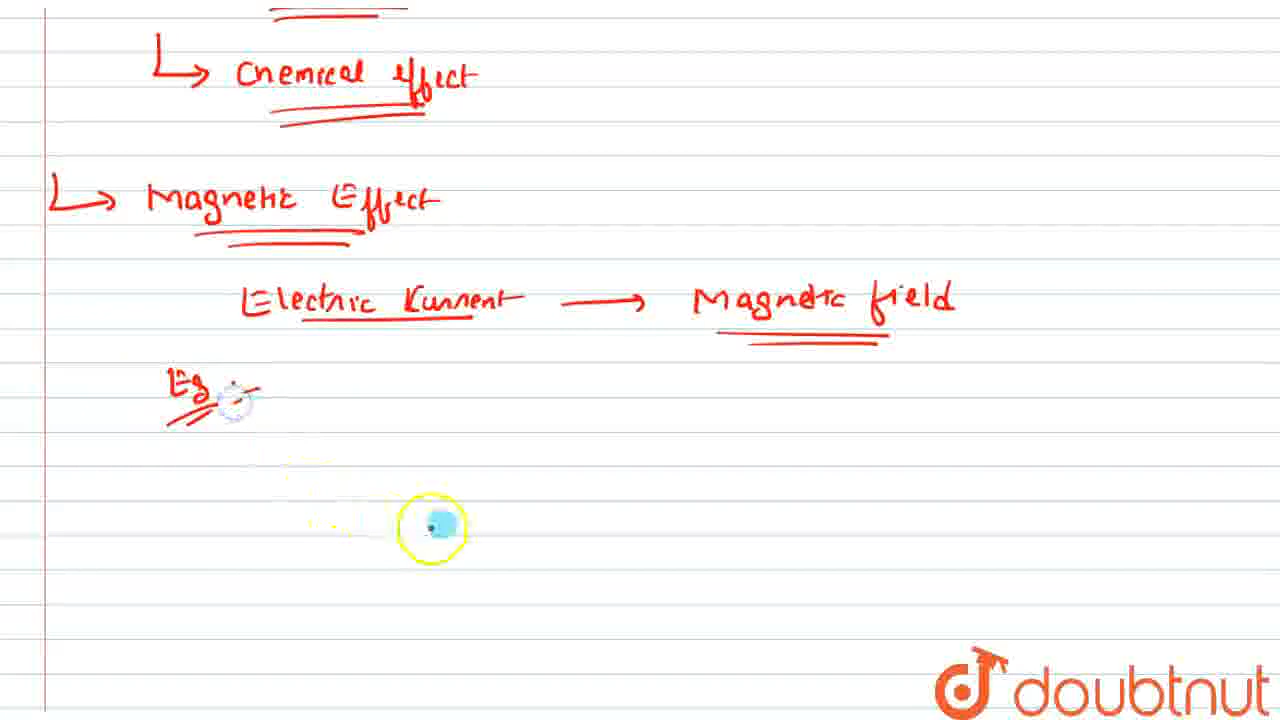 Chemical effect
Magnetic Effect
Electric Current → Magnetic field
Eg :-
doubtnut